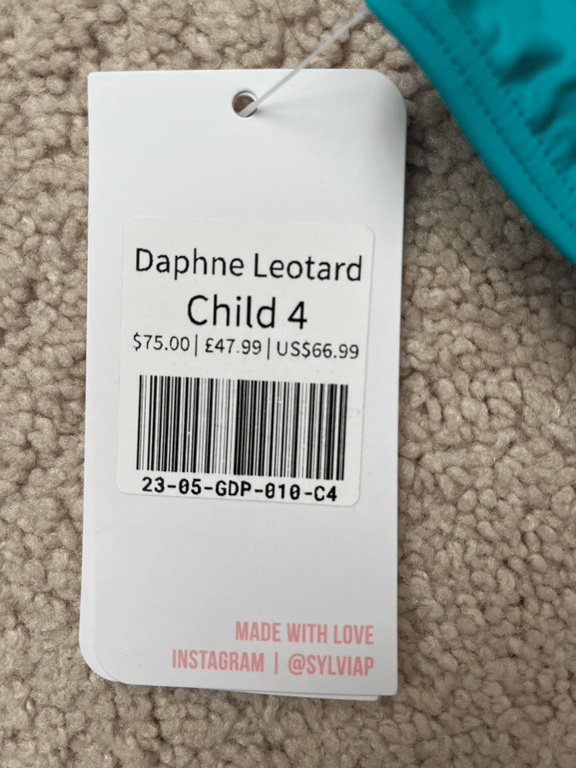 Daphne Leotard
Child 4
$75.00 | £47.99 | US$66.99
23-05-GDP-010-C4
MADE WITH LOVE
INSTAGRAM | @SYLVIAP